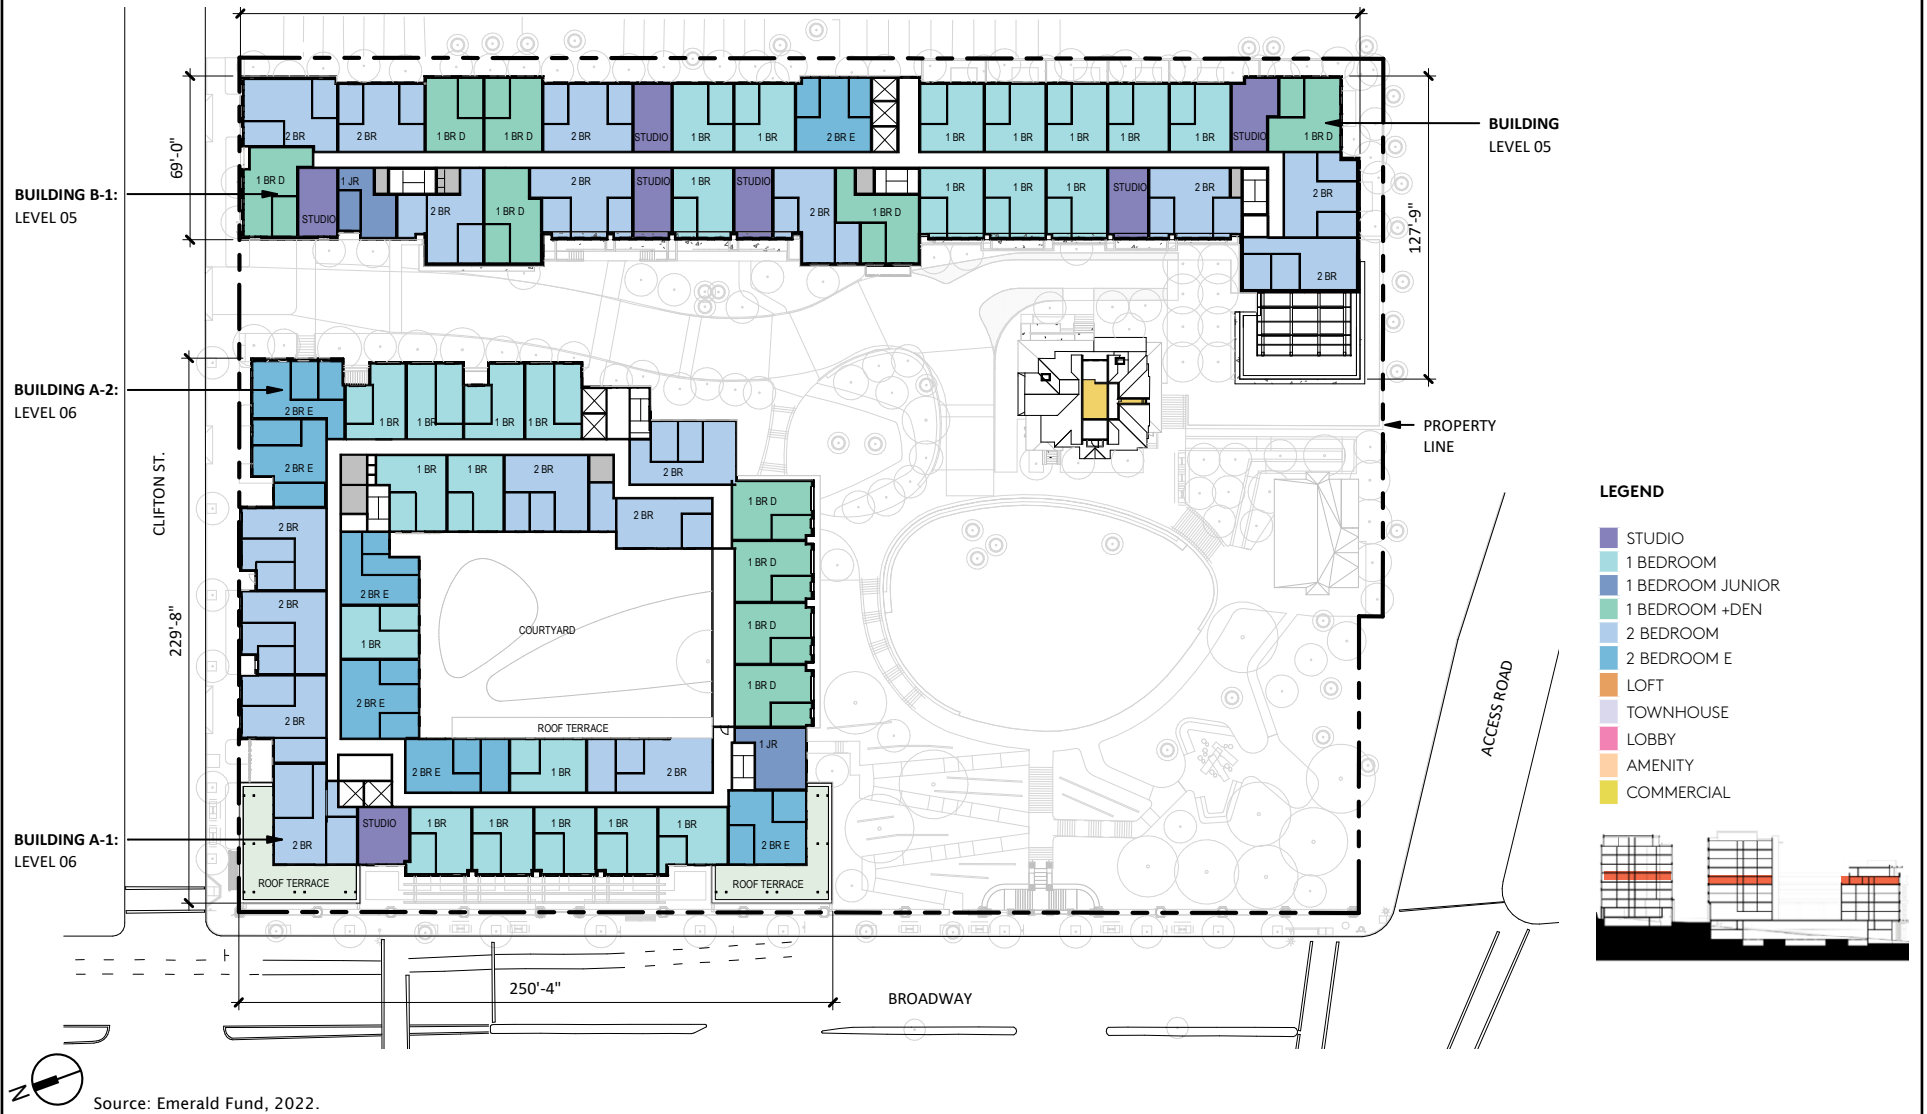 2 BR
2 BR
1 BR D
1 BR D
2 BR
STUDIO
1 BR
1 BR
2 BR E
1 BR
1 BR
1 BR
1 BR
1 BR
STUDIO
1 BR D
BUILDING
LEVEL 05
69'-0"
BUILDING B-1:
LEVEL 05
1 BR D
STUDIO
1 JR
2 BR
1 BR D
2 BR
STUDIO
1 BR
STUDIO
2 BR
1 BR D
1 BR
1 BR
1 BR
STUDIO
2 BR
2 BR
2 BR
127'-9"
BUILDING A-2:
LEVEL 06
2 BR E
1 BR
1 BR
1 BR
1 BR
2 BR E
1 BR
1 BR
2 BR
2 BR
2 BR
1 BR D
PROPERTY
LINE
CLIFTON ST.
229'-8"
2 BR
1 BR D
2 BR E
2 BR
1 BR
COURTYARD
1 BR D
2 BR E
1 BR D
2 BR
ROOF TERRACE
2 BR E
1 BR
2 BR
1 JR
ACCESS ROAD
BUILDING A-1:
LEVEL 06
2 BR
STUDIO
1 BR
1 BR
1 BR
1 BR
1 BR
2 BR E
ROOF TERRACE
ROOF TERRACE
250'-4"
BROADWAY
LEGEND
STUDIO
1 BEDROOM
1 BEDROOM JUNIOR
1 BEDROOM +DEN
2 BEDROOM
2 BEDROOM E
LOFT
TOWNHOUSE
LOBBY
AMENITY
COMMERCIAL
N
Source: Emerald Fund, 2022.